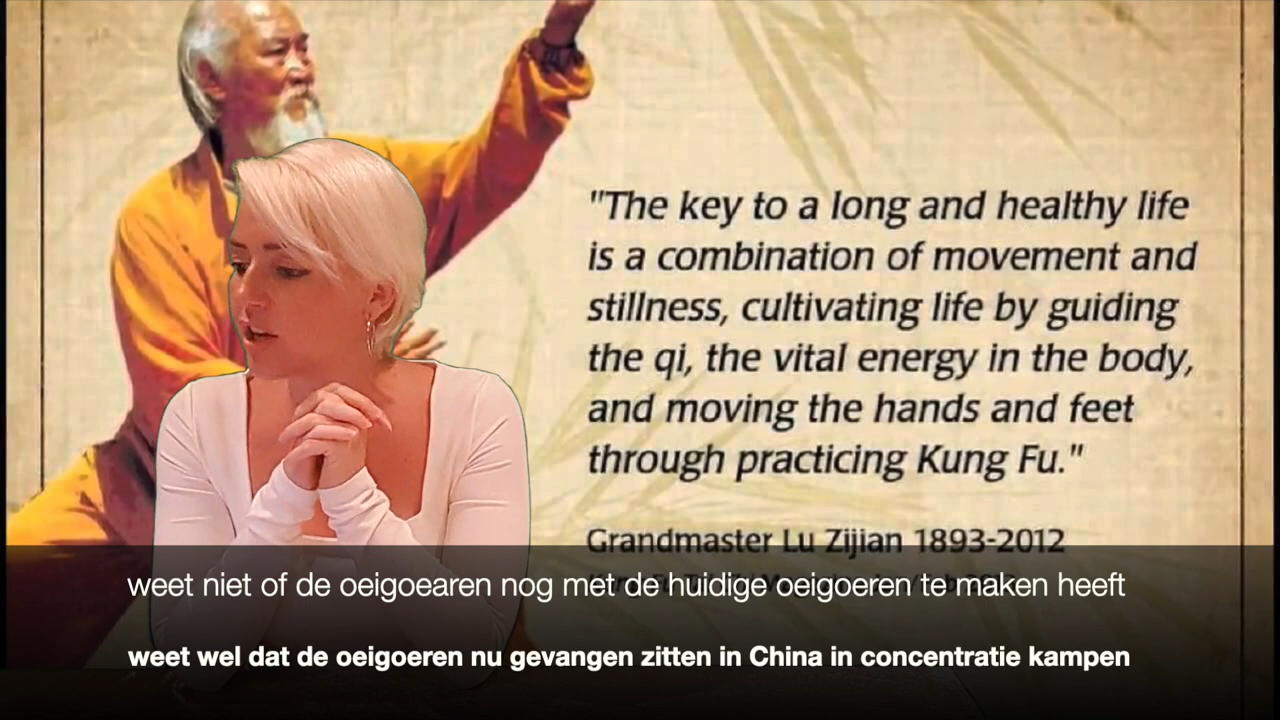 "The key to a long and healthy life
is a combination of movement and
stillness, cultivating life by guiding
the qi, the vital energy in the body,
and moving the hands and feet
through practicing Kung Fu."
Grandmaster Lu Zijian 1893-2012
weet niet of de oeigoearen nog met de huidige oeigoeren te maken heeft
weet wel dat de oeigoeren nu gevangen zitten in China in concentratie kampen